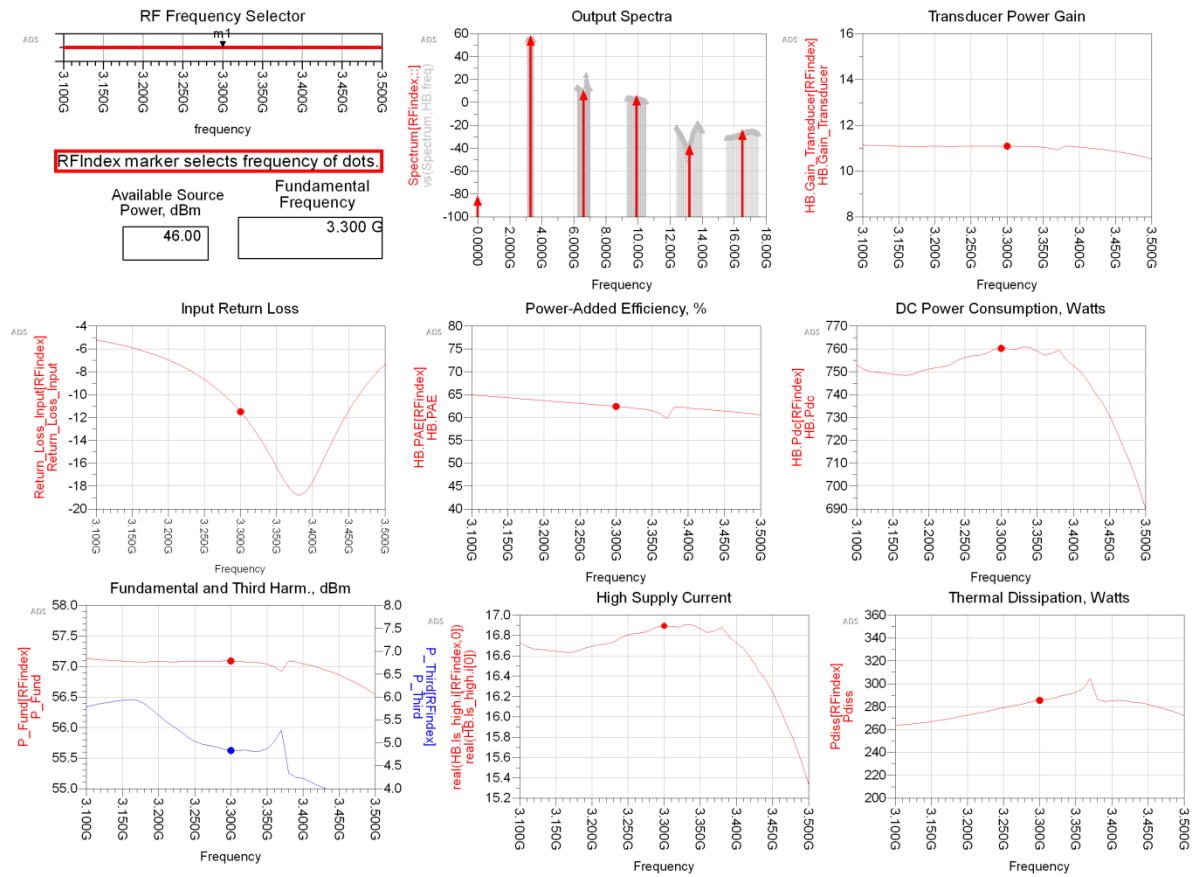 RF Frequency Selector
ADS
m1
3.100G 3.150G 3.200G 3.250G 3.300G 3.350G 3.400G 3.450G 3.500G
frequency
RFIndex marker selects frequency of dots.
Available Source
Power, dBm
46.00
Fundamental
Frequency
3.300 G
Output Spectra
ADS
Spectrum[RFindex,::]
vs(Spectrum,HB.freq)
60
40
20
0
-20
-40
-60
-80
-100
0.0000 2.000G 4.000G 6.000G 8.000G 10.00G 12.00G 14.00G 16.00G 18.00G
Frequency
Transducer Power Gain
ADS
HB.Gain_Transducer[RFindex]
HB.Gain_Transducer
16
14
12
11
10
8
3.100G 3.150G 3.200G 3.250G 3.300G 3.350G 3.400G 3.450G 3.500G
Frequency
Input Return Loss
ADS
Return_Loss_Input[RFindex]
Return_Loss_Input
-4
-6
-8
-10
-12
-14
-16
-18
-20
3.100G 3.150G 3.200G 3.250G 3.300G 3.350G 3.400G 3.450G 3.500G
Frequency
Power-Added Efficiency, %
ADS
HB.PAE[RFindex]
HB.PAE
80
75
70
65
60
55
50
45
40
3.100G 3.150G 3.200G 3.250G 3.300G 3.350G 3.400G 3.450G 3.500G
Frequency
DC Power Consumption, Watts
ADS
HB.Pdc[RFindex]
HB.Pdc
770
760
750
740
730
720
710
700
690
3.100G 3.150G 3.200G 3.250G 3.300G 3.350G 3.400G 3.450G 3.500G
Frequency
Fundamental and Third Harm., dBm
ADS
P_Fund[RFindex]
P_Fund
58.0
57.5
57.0
56.5
56.0
55.5
55.0
8.0
7.5
7.0
6.5
6.0
5.5
5.0
4.5
4.0
P_Third[RFindex]
P_Third
3.100G 3.150G 3.200G 3.250G 3.300G 3.350G 3.400G 3.450G 3.500G
Frequency
High Supply Current
ADS
real(HB.Is_high.i[RFindex,0])
real(HB.Is_high.i[0])
17.0
16.8
16.6
16.4
16.2
16.0
15.8
15.6
15.4
15.2
3.100G 3.150G 3.200G 3.250G 3.300G 3.350G 3.400G 3.450G 3.500G
Frequency
Thermal Dissipation, Watts
ADS
Pdiss[RFindex]
Pdiss
360
340
320
300
280
260
240
220
200
3.100G 3.150G 3.200G 3.250G 3.300G 3.350G 3.400G 3.450G 3.500G
Frequency